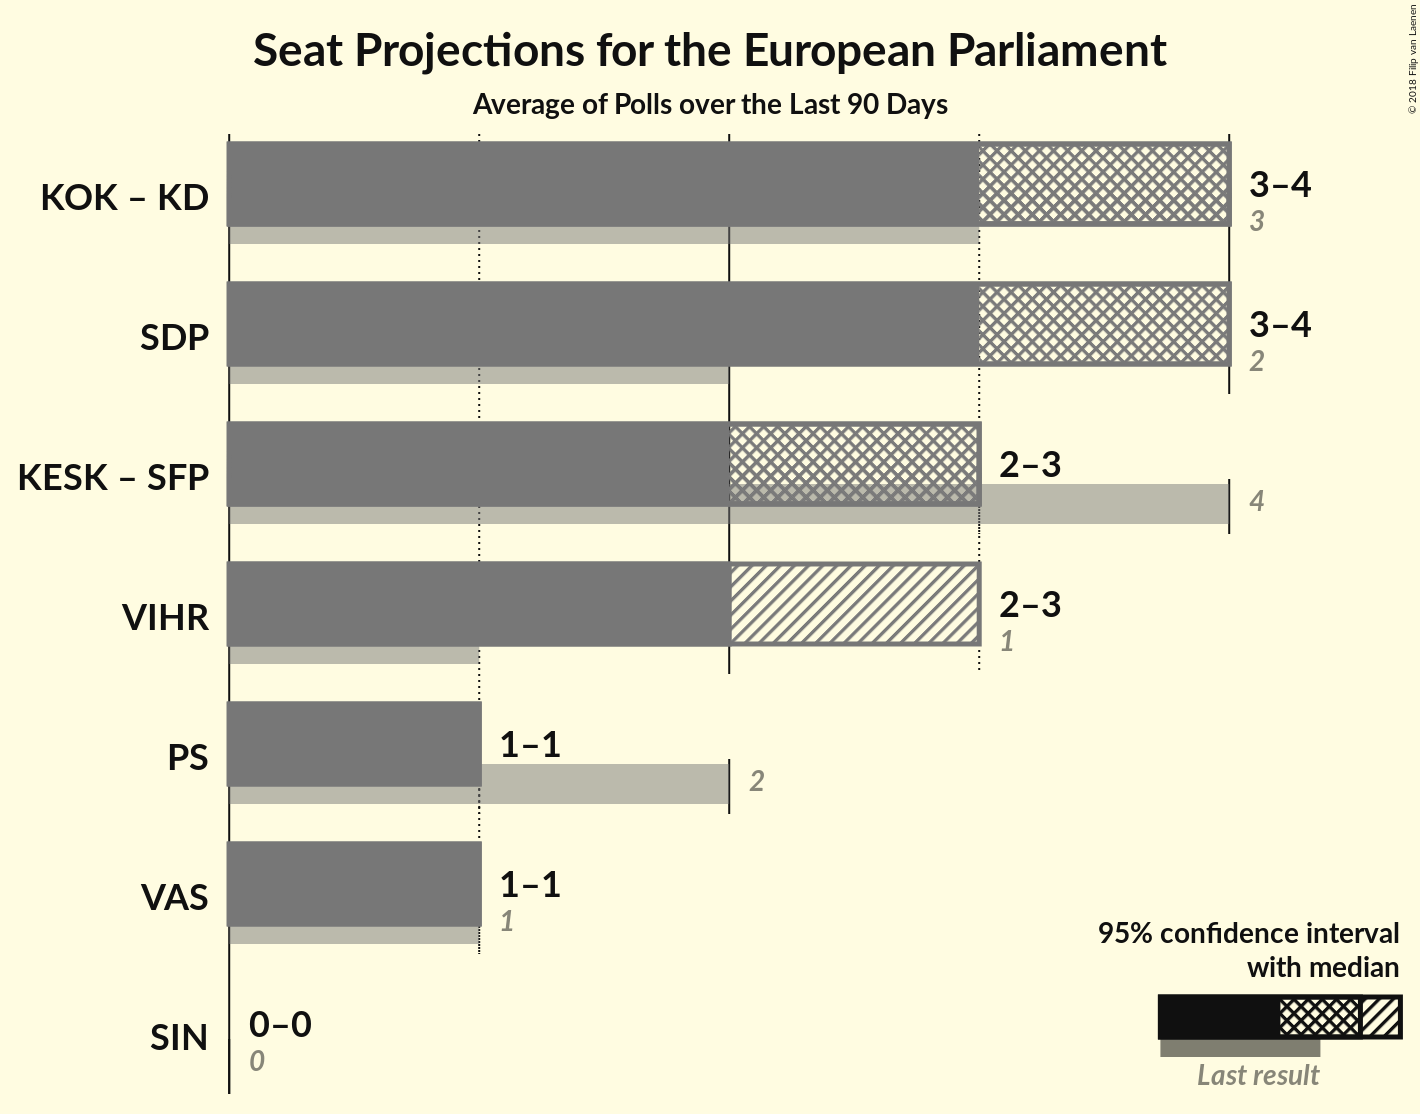 Seat Projections for the European Parliament
Average of Polls over the Last 90 Days
© 2018 Filip van Laenen
KOK – KD
3–4
3
SDP
3–4
2
KESK – SFP
2–3
4
VIHR
2–3
1
PS
1–1
2
VAS
1–1
1
SIN
0–0
0
95% confidence interval
with median
Last result